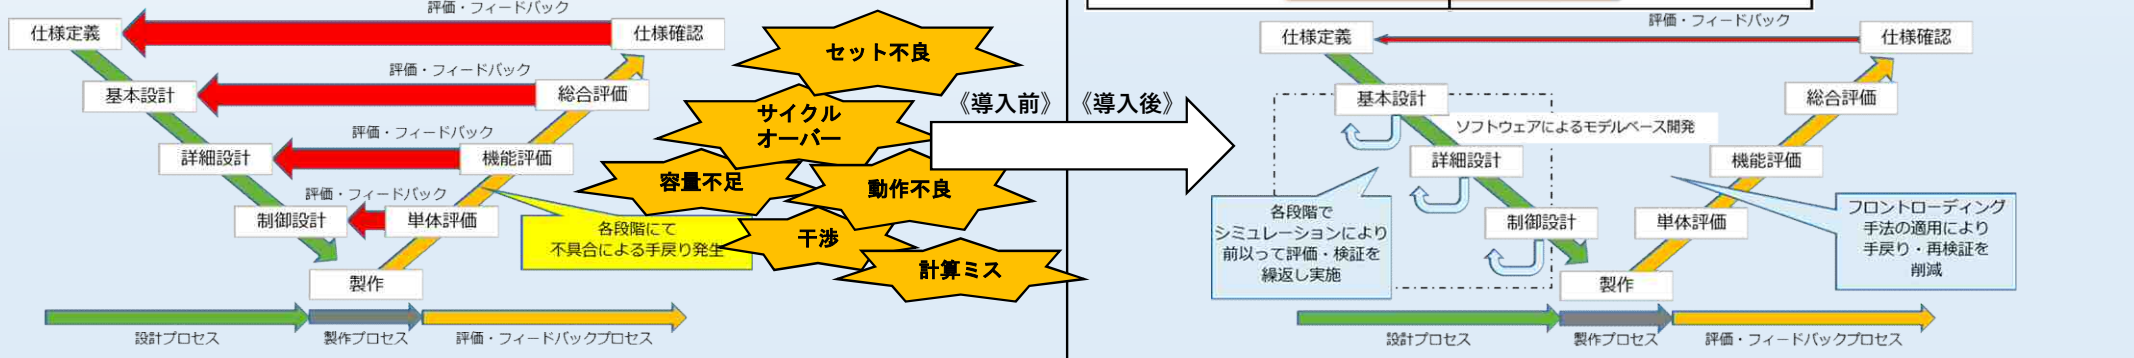 評価・フィードバック
仕様定義
仕様確認
評価・フィードバック
基本設計
総合評価
評価・フィードバック
詳細設計
機能評価
評価・フィードバック
制御設計
単体評価
製作
各段階にて
不具合による手戻り発生
設計プロセス
製作プロセス
評価・フィードバックプロセス
セット不良
サイクル
オーバー
容量不足
動作不良
干渉
計算ミス
《導入前》
《導入後》
評価・フィードバック
仕様定義
仕様確認
基本設計
総合評価
ソフトウェアによるモデルベース開発
詳細設計
機能評価
制御設計
単体評価
製作
各段階で
シミュレーションにより
前以って評価・検証を
繰返し実施
フロントローディング
手法の適用により
手戻り・再検証を
削減
設計プロセス
製作プロセス
評価・フィードバックプロセス